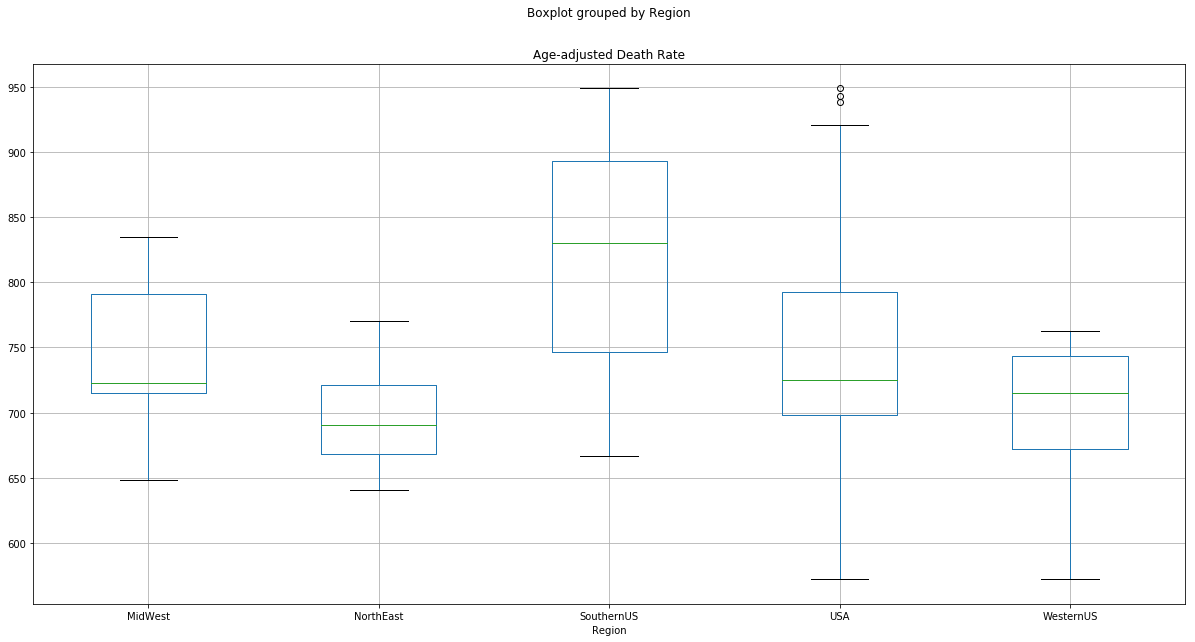 Boxplot grouped by Region
Age-adjusted Death Rate
950
900
850
800
750
700
650
600
MidWest NorthEast SouthernUS USA WesternUS
Region